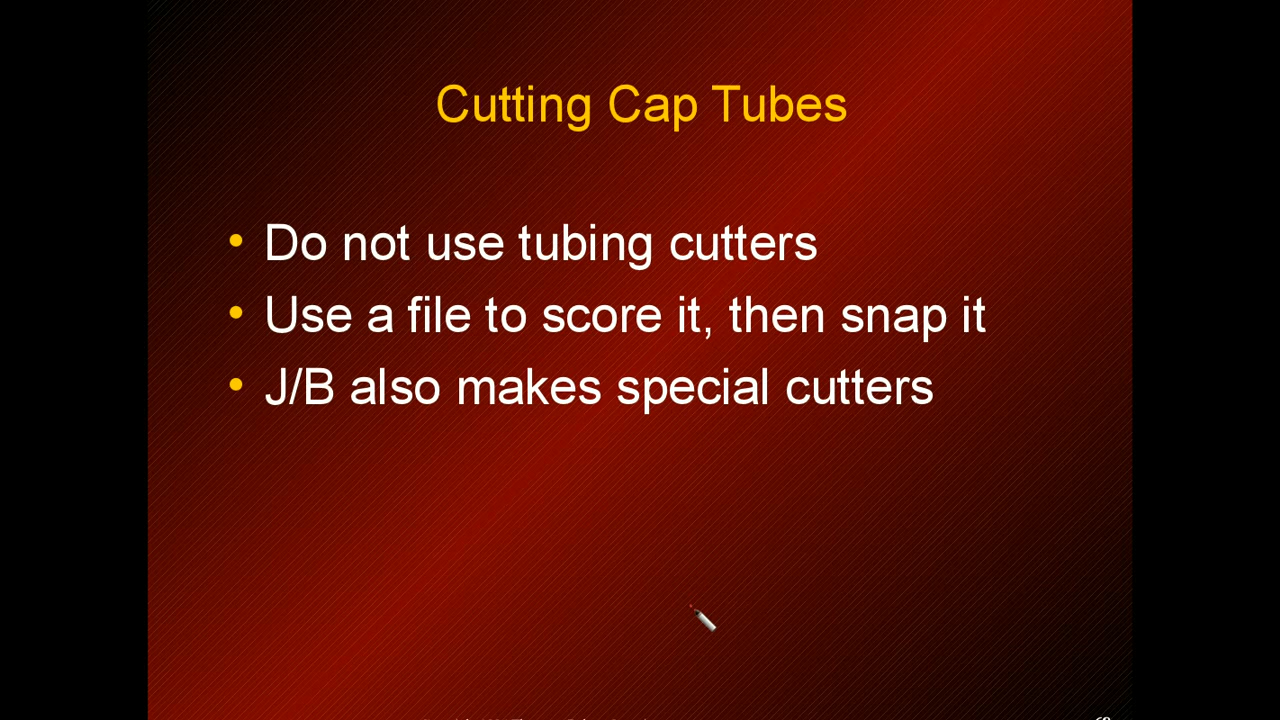 Cutting Cap Tubes
• Do not use tubing cutters
• Use a file to score it, then snap it
• J/B also makes special cutters